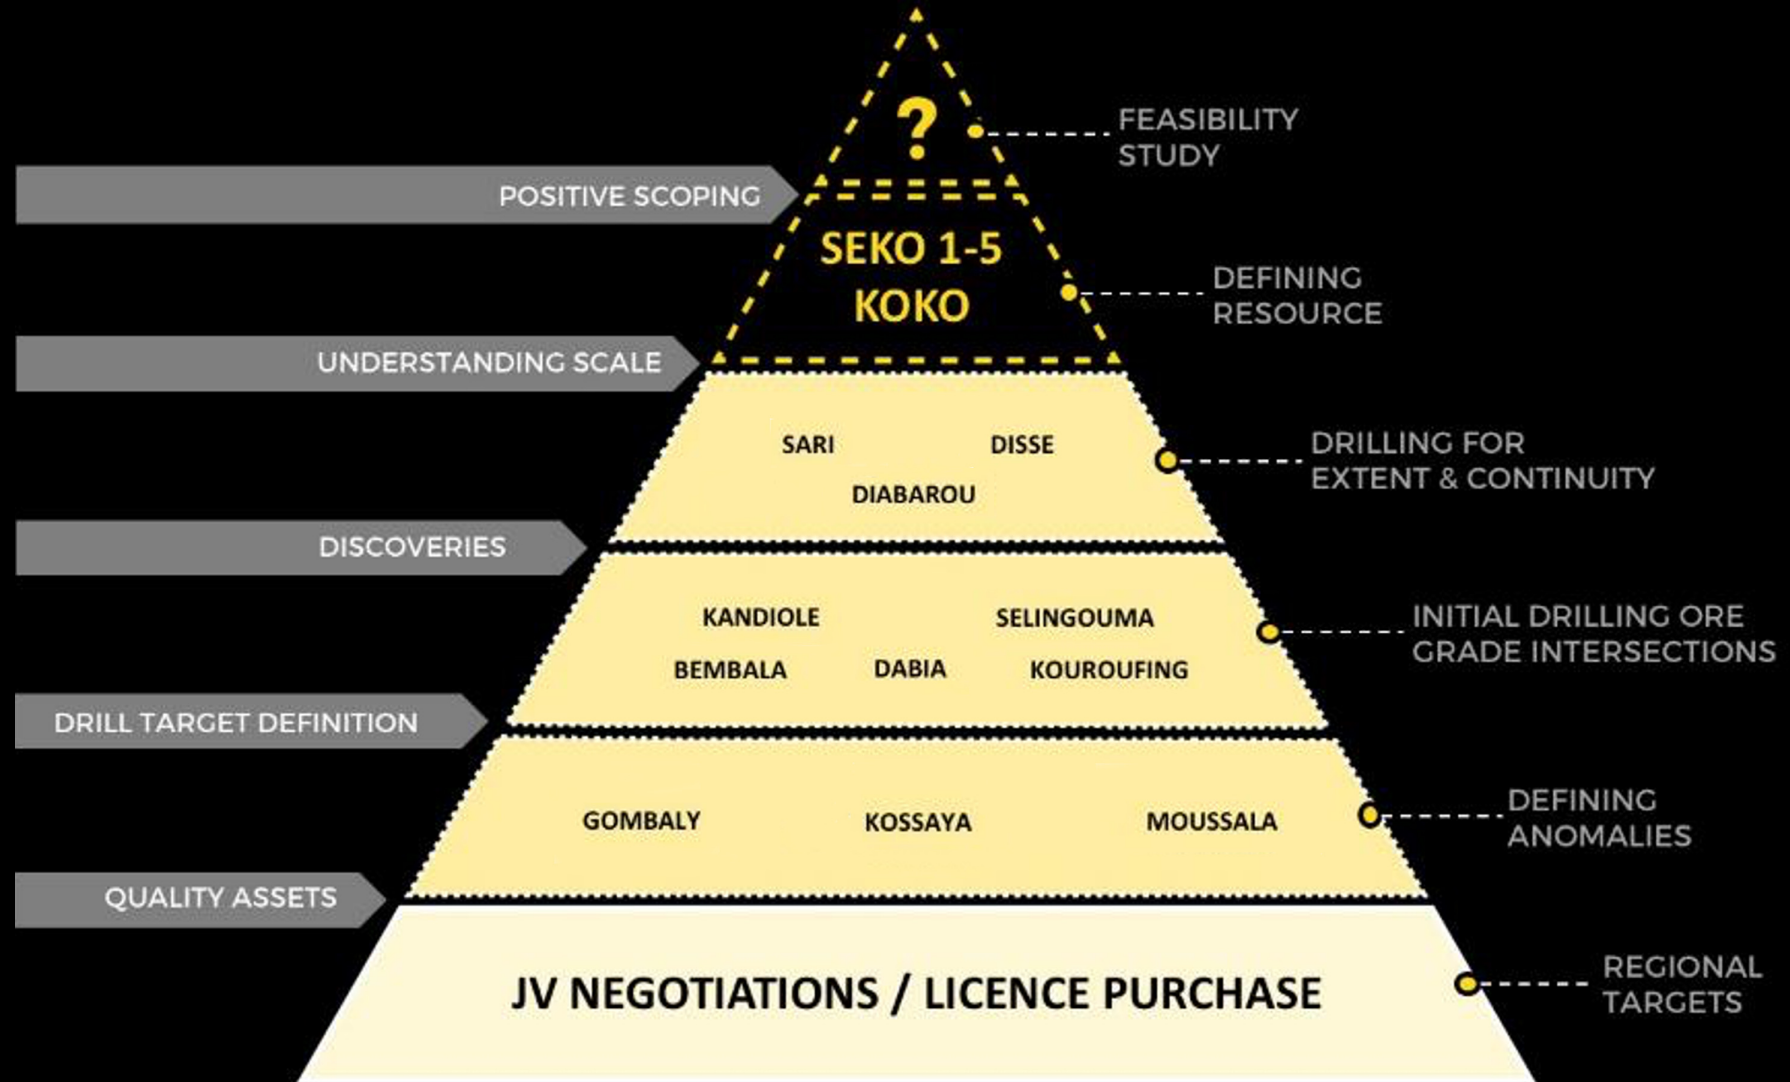 ?
FEASIBILITY
STUDY
POSITIVE SCOPING
SEKO 1-5
KOKO
DEFINING
RESOURCE
UNDERSTANDING SCALE
SARI DISSE
DIABAROU
DRILLING FOR
EXTENT & CONTINUITY
DISCOVERIES
KANDIOLE SELINGOUMA
BEMBALA DABIA KOUROUFING
INITIAL DRILLING ORE
GRADE INTERSECTIONS
DRILL TARGET DEFINITION
GOMBALY KOSSAYA MOUSSALA
DEFINING
ANOMALIES
QUALITY ASSETS
JV NEGOTIATIONS / LICENCE PURCHASE
REGIONAL
TARGETS